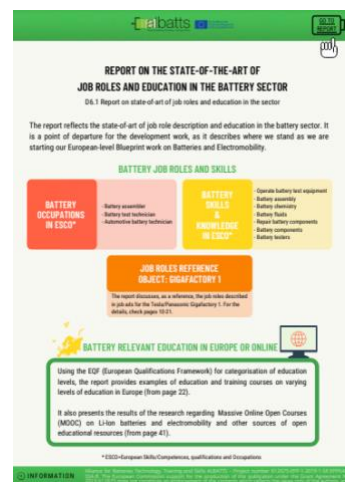 albatts
GO TO
REPORT
REPORT ON THE STATE-OF-THE-ART OF
JOB ROLES AND EDUCATION IN THE BATTERY SECTOR
D6.1 Report on state-of-art of job roles and education in the sector
The report reflects the state-of-art of job role description and education in the battery sector. It
is a point of departure for the development work, as it describes where we stand as we are
starting our European-level Blueprint work on Batteries and Electromobility.
BATTERY JOB ROLES AND SKILLS
BATTERY
OCCUPATIONS
IN ESCO*
- Battery assembler
- Battery test technician
- Automotive battery technician
BATTERY
SKILLS
&
KNOWLEDGE
IN ESCO*
- Operate battery test equipment
- Battery assembly
- Battery chemistry
- Battery fluids
- Repair battery components
- Battery components
- Battery testers
JOB ROLES REFERENCE
OBJECT: GIGAFACTORY 1
The report discusses, as a reference, the job roles described
in job ads for the Tesla/Panasonic Gigafactory 1. For the
details, check pages 10-21.
BATTERY RELEVANT EDUCATION IN EUROPE OR ONLINE
Using the EQF (European Qualifications Framework) for categorisation of education
levels, the report provides examples of education and training courses on varying
levels of education in Europe (from page 22).
It also presents the results of the research regarding Massive Online Open Courses
(MOOC) on Li-Ion batteries and electromobility and other sources of open
educational resources (from page 41).
* ESCO=European Skills/Competences, qualifications and Occupations
INFORMATION